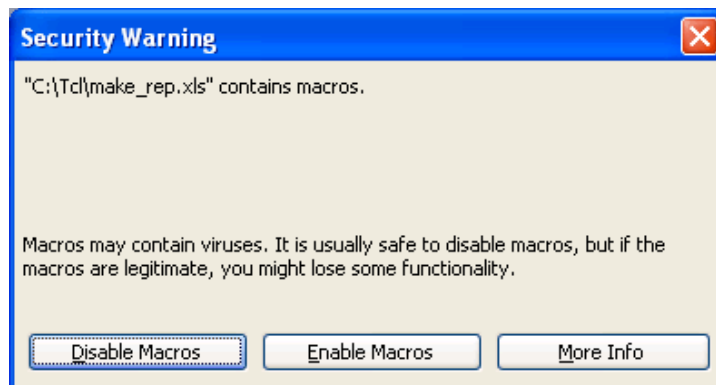 Security Warning
"C:\Tcl\make_rep.xls" contains macros.
Macros may contain viruses. It is usually safe to disable macros, but if the
macros are legitimate, you might lose some functionality.
Disable Macros Enable Macros More Info